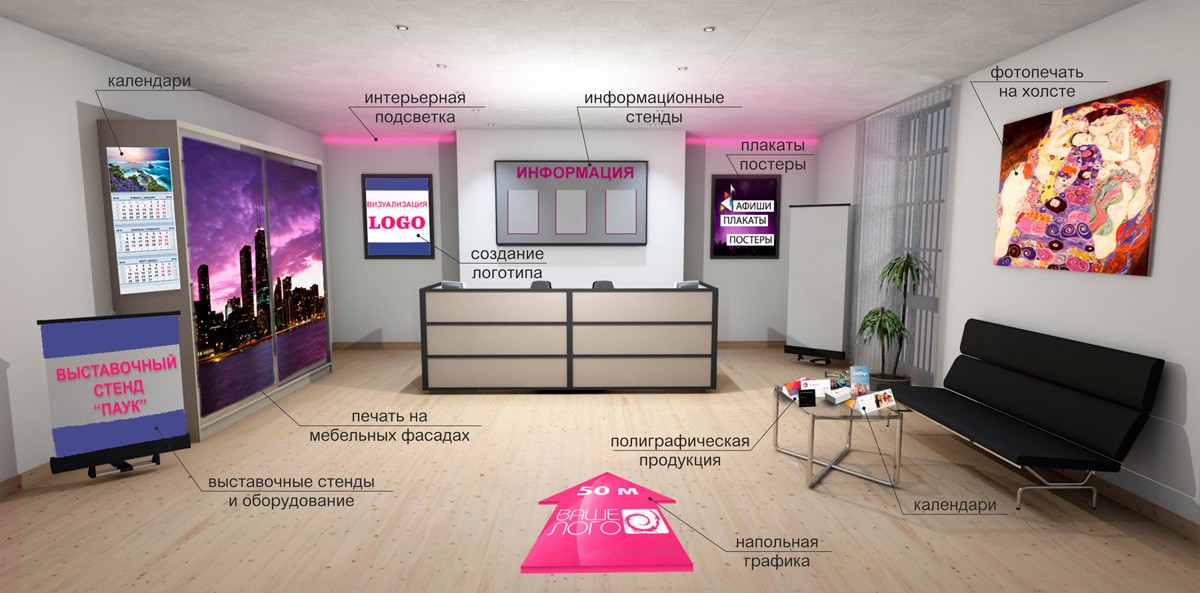 календари
интерьерная
подсветка
информационные
стенды
фотопечать
на холсте
плакаты
постеры
ИНФОРМАЦИЯ
ВИЗУАЛИЗАЦИЯ
LOGO
АФИШИ
ПЛАКАТЫ
ПОСТЕРЫ
создание
логотипа
ВЫСТАВОЧНЫЙ
СТЕНД
"ПАУК"
печать на
мебельных фасадах
полиграфическая
продукция
выставочные стенды
и оборудование
50 м
ВАШЕ
ЛОГО
календари
напольная
трафика